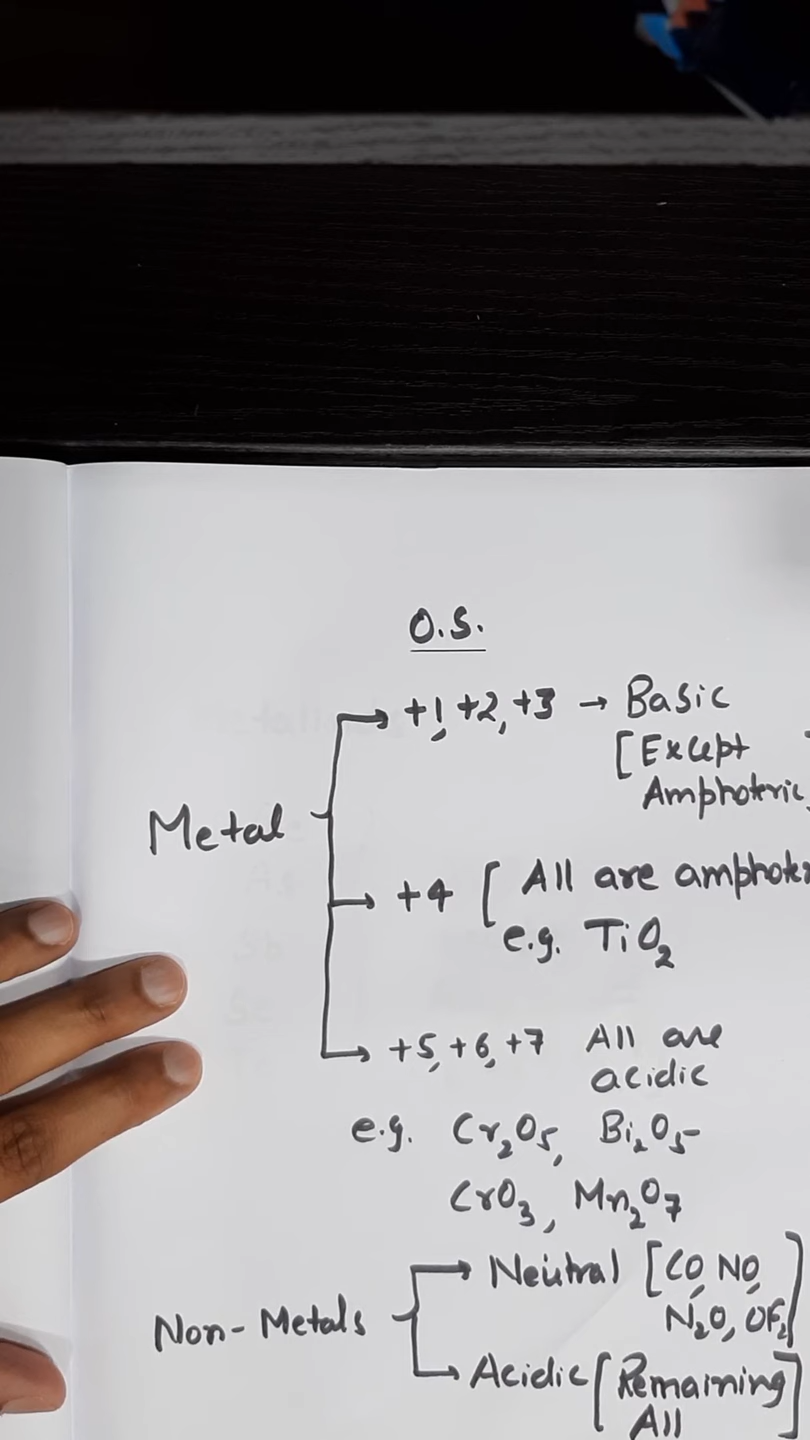 O.S.
+1, +2, +3 → Basic
[Except
Amphoteric]
Metal
+4 [ All are amphoter
e.g. TiO₂
+5, +6, +7 All are
acidic
e.g. Cr₂O₅, Bi₂O₅
CrO₃, Mn₂O₇
Neutral [CO, NO,
N₂O, OF₂]
Non-Metals
Acidic [Remaining]
All